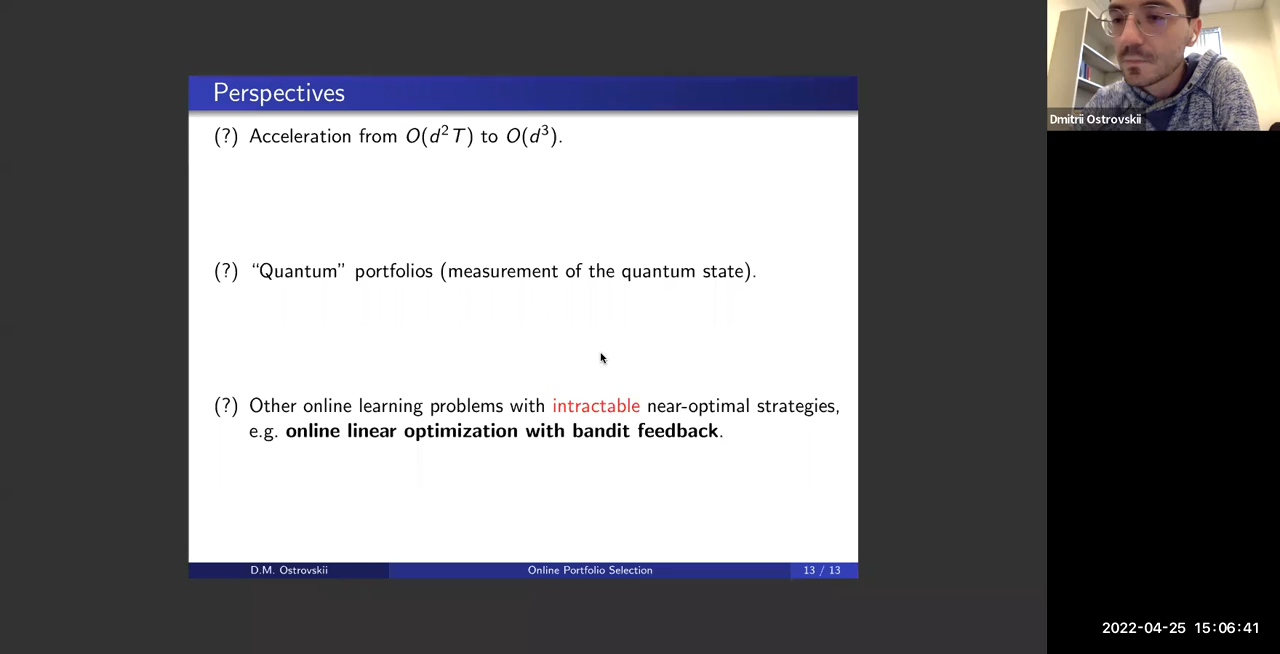 Perspectives
(?) Acceleration from O(d²T) to O(d³).
(?) “Quantum” portfolios (measurement of the quantum state).
(?) Other online learning problems with intractable near-optimal strategies,
e.g. online linear optimization with bandit feedback.
D.M. Ostrovskii
Online Portfolio Selection
13 / 13
Dmitrii Ostrovskii
2022-04-25 15:06:41